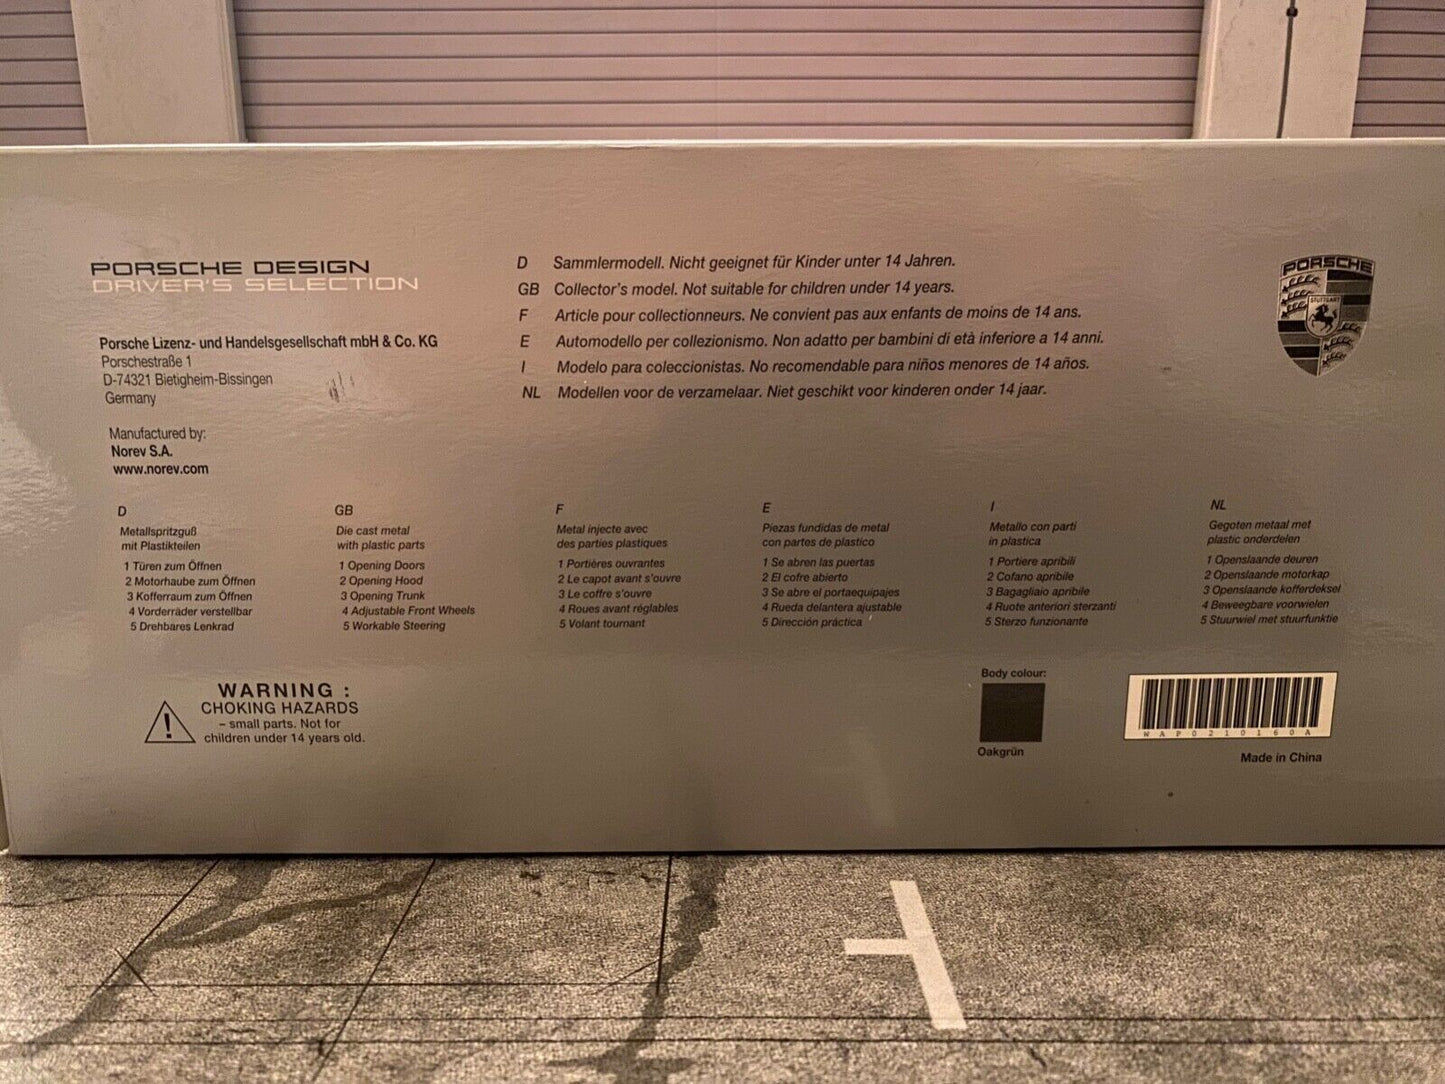 PORSCHE DESIGN
DRIVER'S SELECTION
Porsche Lizenz- und Handelsgesellschaft mbH & Co. KG
Porschestraße 1
D-74321 Bietigheim-Bissingen
Germany
Manufactured by:
Norev S.A.
www.norev.com
D Sammlermodell. Nicht geeignet für Kinder unter 14 Jahren.
GB Collector's model. Not suitable for children under 14 years.
F Article pour collectionneurs. Ne convient pas aux enfants de moins de 14 ans.
E Automodello per collezionismo. Non adatto per bambini di età inferiore a 14 anni.
I Modelo para coleccionistas. No recomendable para niños menores de 14 años.
NL Modellen voor de verzamelaar. Niet geschikt voor kinderen onder 14 jaar.
PORSCHE
STUTTGART
D
Metallspritzguß
mit Plastikteilen
1 Türen zum Öffnen
2 Motorhaube zum Öffnen
3 Kofferraum zum Öffnen
4 Vorderräder verstellbar
5 Drehbares Lenkrad
GB
Die cast metal
with plastic parts
1 Opening Doors
2 Opening Hood
3 Opening Trunk
4 Adjustable Front Wheels
5 Workable Steering
F
Metal injecte avec
des parties plastiques
1 Portières ouvrantes
2 Le capot avant s'ouvre
3 Le coffre s'ouvre
4 Roues avant réglables
5 Volant tournant
E
Piezas fundidas de metal
con partes de plastico
1 Se abren las puertas
2 El cofre abierto
3 Se abre el portaequipajes
4 Rueda delantera ajustable
5 Dirección práctica
I
Metallo con parti
in plastica
1 Portiere apribili
2 Cofano apribile
3 Bagagliaio apribile
4 Ruote anteriori sterzanti
5 Sterzo funzionante
NL
Gegoten metaal met
plastic onderdelen
1 Openslaande deuren
2 Openslaande motorkap
3 Openslaande kofferdeksel
4 Beweegbare voorwielen
5 Stuurwiel met stuurfunktie
WARNING :
CHOKING HAZARDS
– small parts. Not for
children under 14 years old.
Body colour:
Oakgrün
WAP0210160A
Made in China